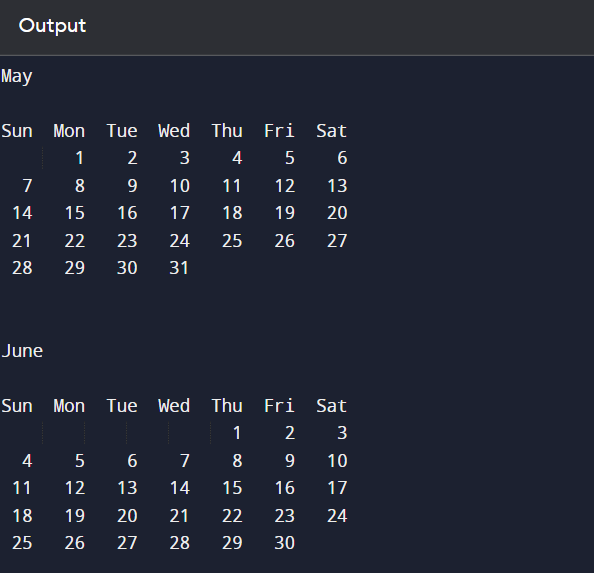 Output
May
Sun Mon Tue Wed Thu Fri Sat
1 2 3 4 5 6
7 8 9 10 11 12 13
14 15 16 17 18 19 20
21 22 23 24 25 26 27
28 29 30 31
June
Sun Mon Tue Wed Thu Fri Sat
1 2 3
4 5 6 7 8 9 10
11 12 13 14 15 16 17
18 19 20 21 22 23 24
25 26 27 28 29 30